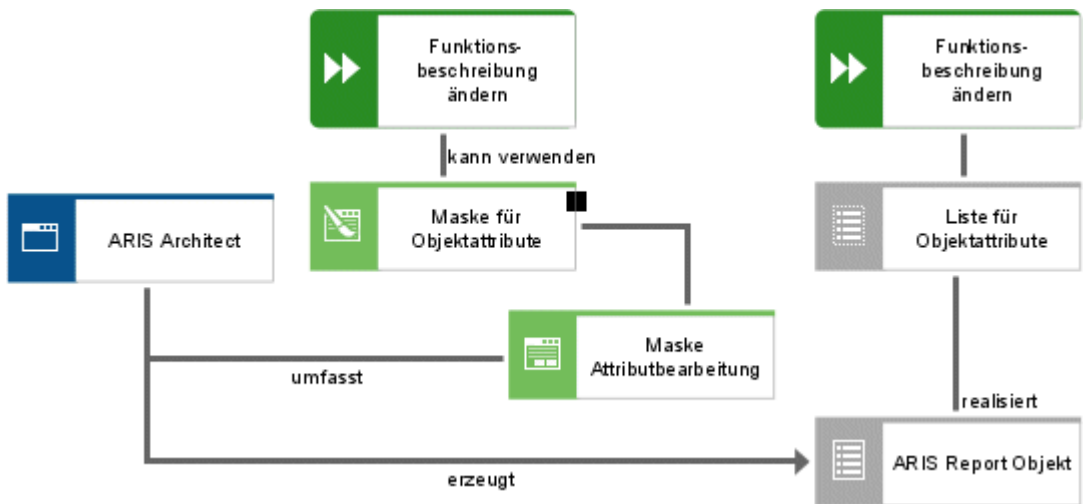 Funktions-
beschreibung
ändern
Funktions-
beschreibung
ändern
kann verwenden
ARIS Architect
Maske für
Objektattribute
Liste für
Objektattribute
Maske
Attributbearbeitung
umfasst
realisiert
ARIS Report Objekt
erzeugt